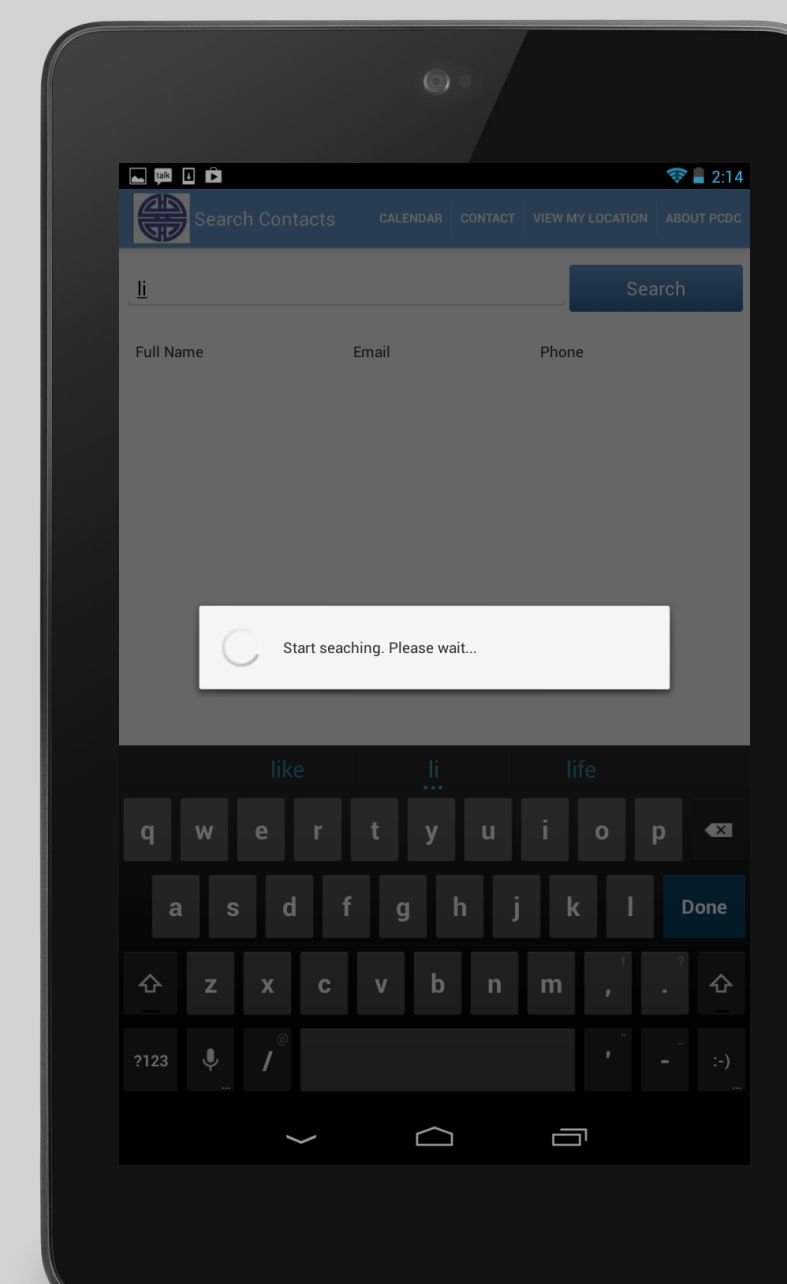 talk 2:14
Search Contacts CALENDAR CONTACT VIEW MY LOCATION ABOUT PCDC
li Search
Full Name Email Phone
Start seaching. Please wait...
like li life
q w e r t y u i o p
a s d f g h j k l Done
z x c v b n m , ! . ?
?123 / @ ' " - _ :-)